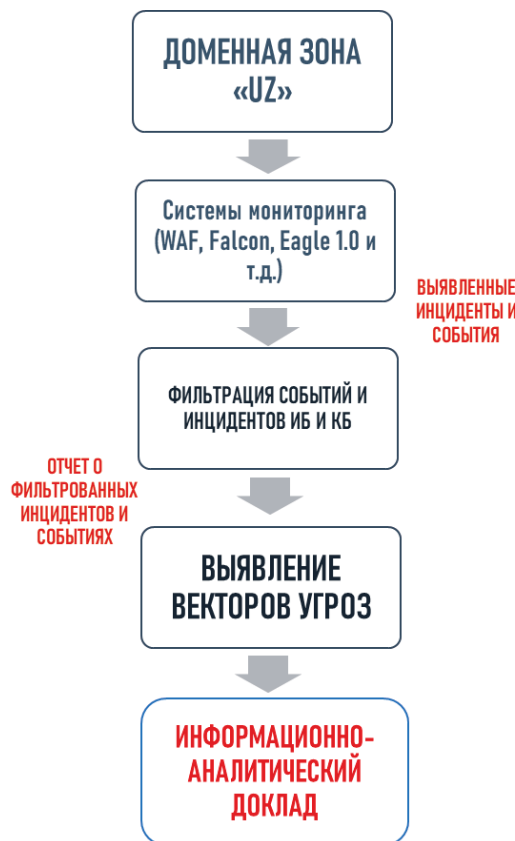 ДОМЕННАЯ ЗОНА
«UZ»
Системы мониторинга
(WAF, Falcon, Eagle 1.0 и
т.д.)
ВЫЯВЛЕННЫЕ
ИНЦИДЕНТЫ И
СОБЫТИЯ
ФИЛЬТРАЦИЯ СОБЫТИЙ И
ИНЦИДЕНТОВ ИБ И КБ
ОТЧЕТ О
ФИЛЬТРОВАННЫХ
ИНЦИДЕНТОВ И
СОБЫТИЯХ
ВЫЯВЛЕНИЕ
ВЕКТОРОВ УГРОЗ
ИНФОРМАЦИОННО-
АНАЛИТИЧЕСКИЙ
ДОКЛАД